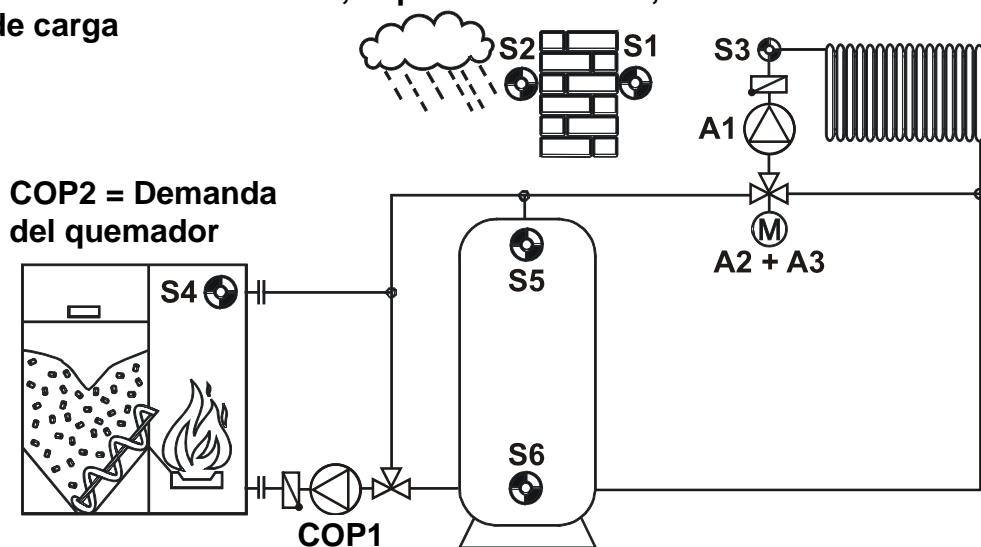 de carga
S2
S1
S3
A1
COP2 = Demanda
del quemador
M
A2 + A3
S4
S5
S6
COP1